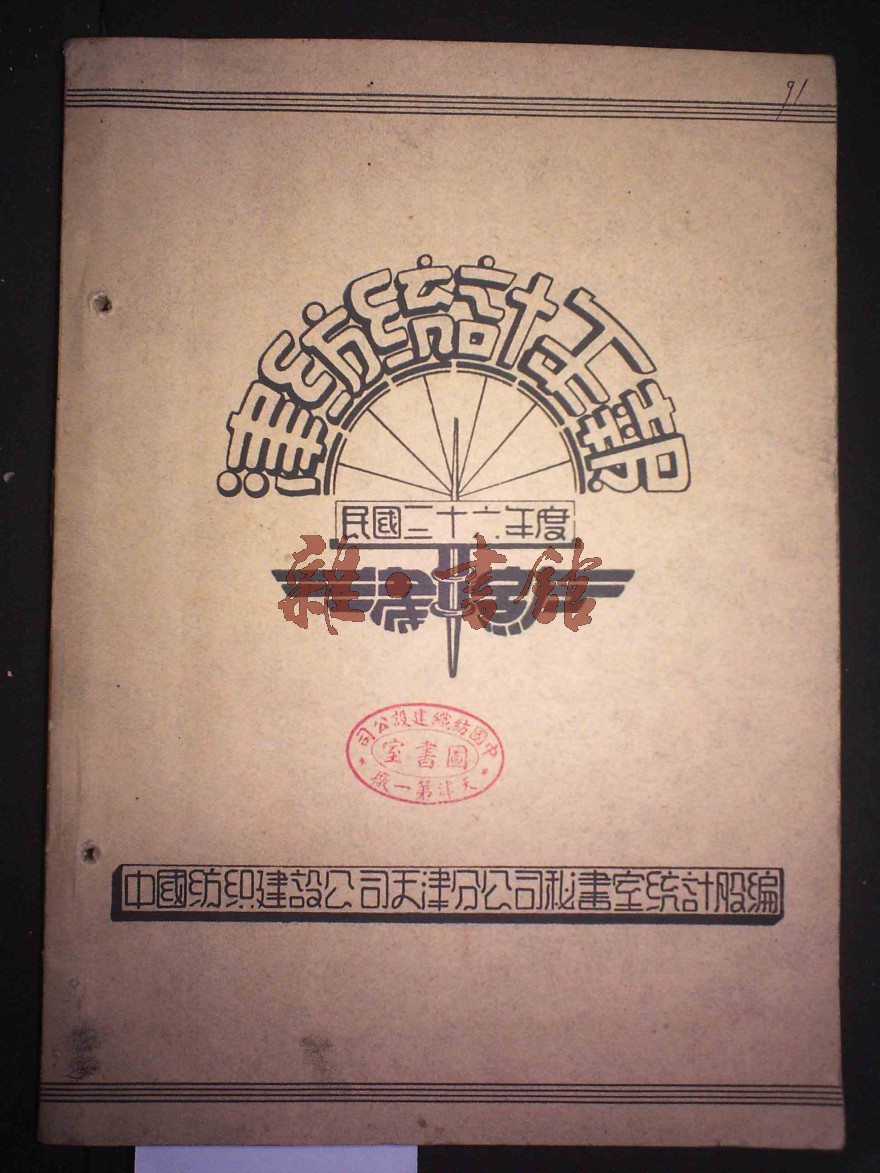 91
津紡統計年報
民國三十六年度
雜·書館
中國紡織建設公司
圖書室
天津第一廠
中國紡織建設公司天津分公司秘書室統計股編